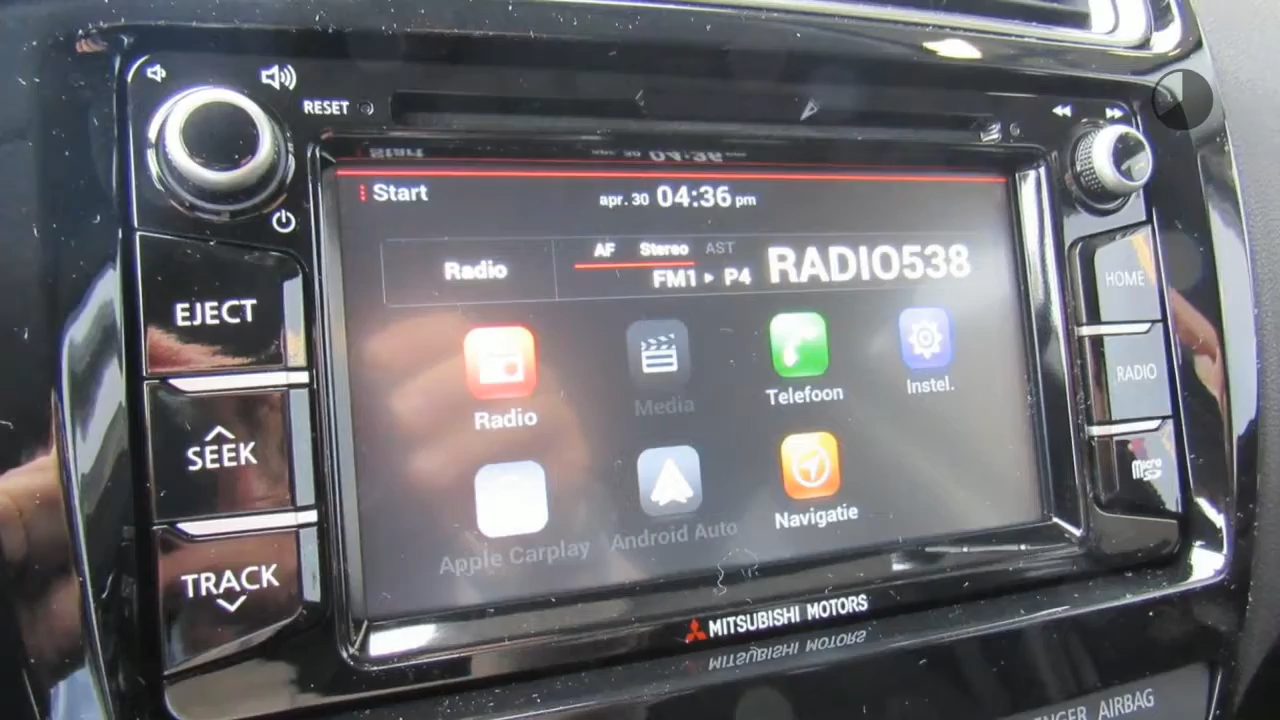 RESET
Start
apr. 30 04:36 pm
Radio
AF Stereo AST
FM1 ▸ P4
RADIO538
Radio
Media
Telefoon
Instel.
Apple Carplay
Android Auto
Navigatie
EJECT
SEEK
TRACK
HOME
RADIO
micro
MITSUBISHI MOTORS
AIRBAG